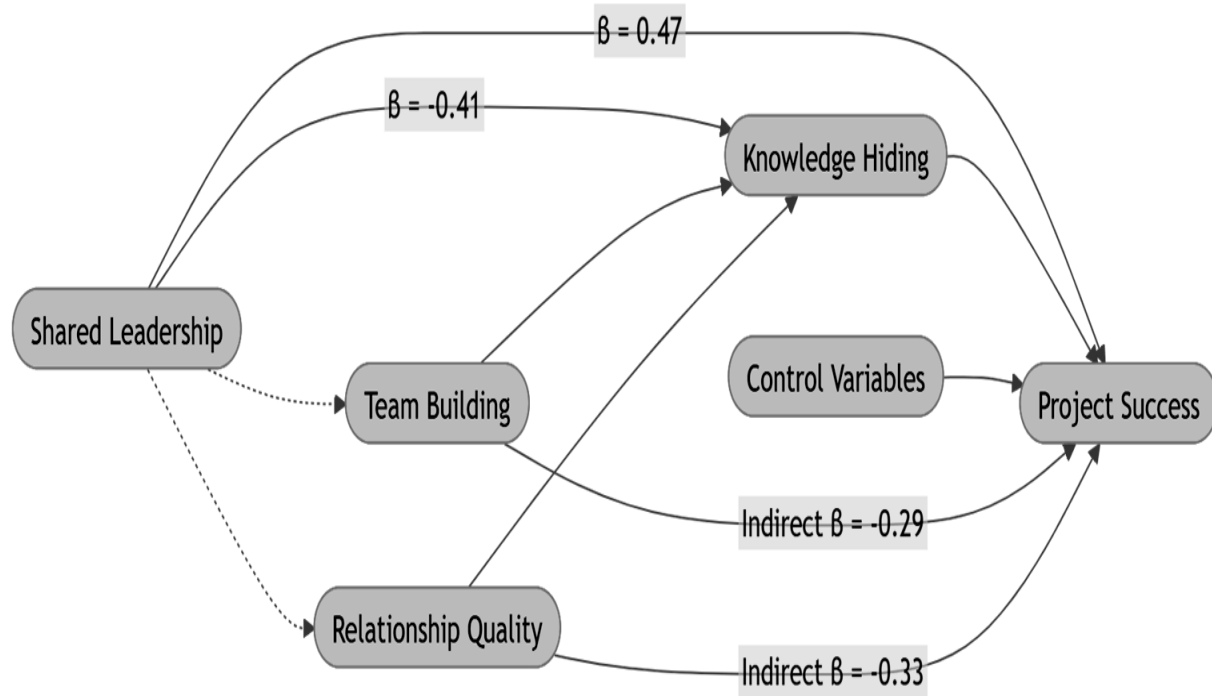 β = 0.47
β = -0.41
Knowledge Hiding
Shared Leadership
Control Variables
Team Building
Project Success
Indirect β = -0.29
Relationship Quality
Indirect β = -0.33